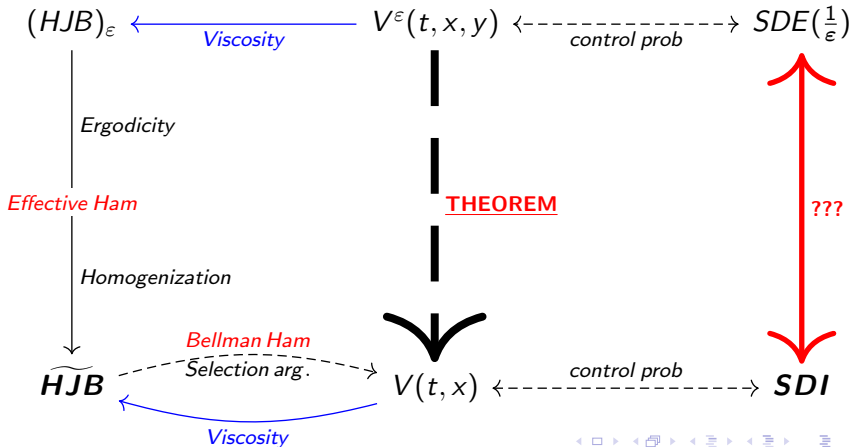 (HJB)_ε Viscosity V^ε(t, x, y) control prob SDE(1/ε)
Ergodicity
Effective Ham THEOREM ???
Homogenization
Bellman Ham
Selection arg.
H̃JB V(t, x) control prob SDI
Viscosity